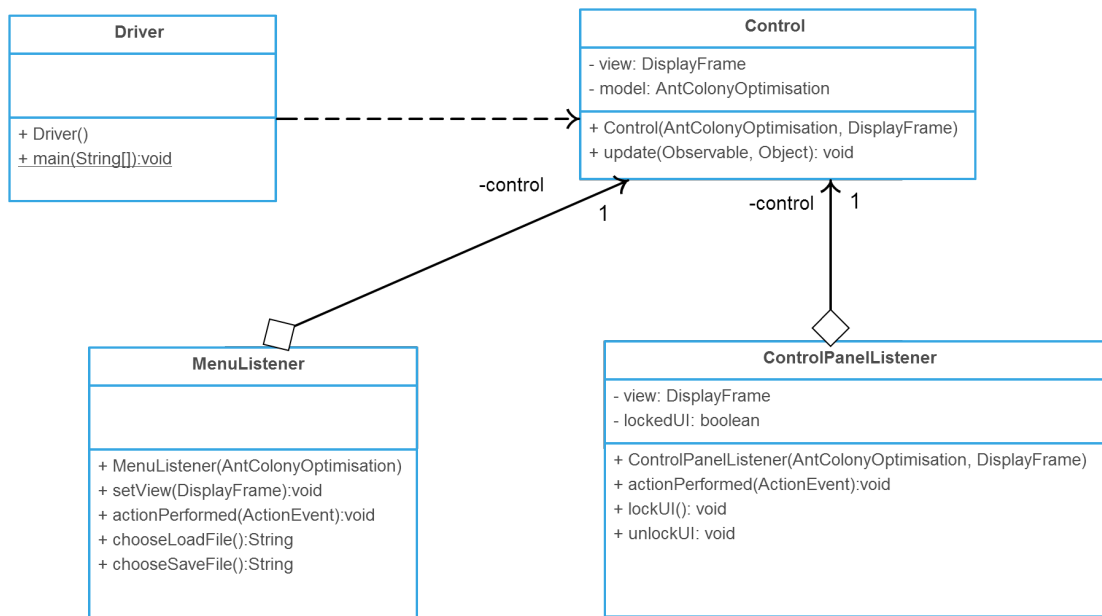 Driver
+ Driver()
+ main(String[]):void
Control
- view: DisplayFrame
- model: AntColonyOptimisation
+ Control(AntColonyOptimisation, DisplayFrame)
+ update(Observable, Object): void
-control
1
-control
1
MenuListener
+ MenuListener(AntColonyOptimisation)
+ setView(DisplayFrame):void
+ actionPerformed(ActionEvent):void
+ chooseLoadFile():String
+ chooseSaveFile():String
ControlPanelListener
- view: DisplayFrame
- lockedUI: boolean
+ ControlPanelListener(AntColonyOptimisation, DisplayFrame)
+ actionPerformed(ActionEvent):void
+ lockUI(): void
+ unlockUI: void